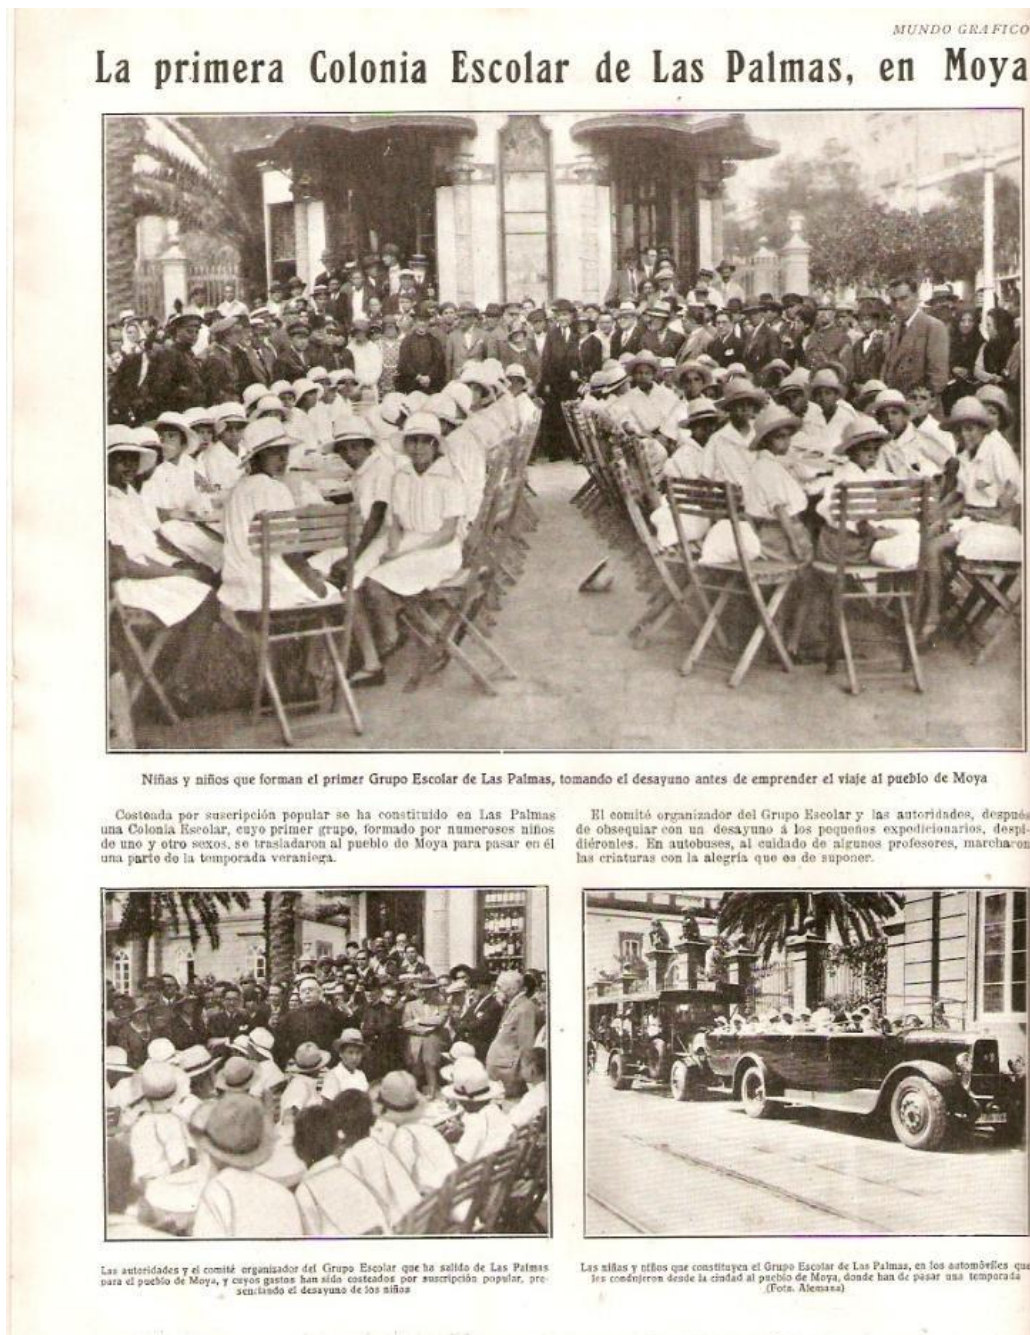 MUNDO GRAFICO
La primera Colonia Escolar de Las Palmas, en Moya
Niñas y niños que forman el primer Grupo Escolar de Las Palmas, tomando el desayuno antes de emprender el viaje al pueblo de Moya
Costeada por suscripción popular se ha constituido en Las Palmas
una Colonia Escolar, cuyo primer grupo, formado por numerosos niños
de uno y otro sexos, se trasladaron al pueblo de Moya para pasar en él
una parte de la temporada veraniega.
El comité organizador del Grupo Escolar y las autoridades, después
de obsequiar con un desayuno á los pequeños expedicionarios, despi-
diéronles. En autobuses, al cuidado de algunos profesores, marcharon
las criaturas con la alegría que es de suponer.
Las autoridades y el comité organizador del Grupo Escolar que ha salido de Las Palmas
para el pueblo de Moya, y cuyos gastos han sido costeados por suscripción popular, pre-
senciando el desayuno de los niños
Las niñas y niños que constituyen el Grupo Escolar de Las Palmas, en los automóviles que
les condujeron desde la ciudad al pueblo de Moya, donde han de pasar una temporada
(Foto. Alemana)